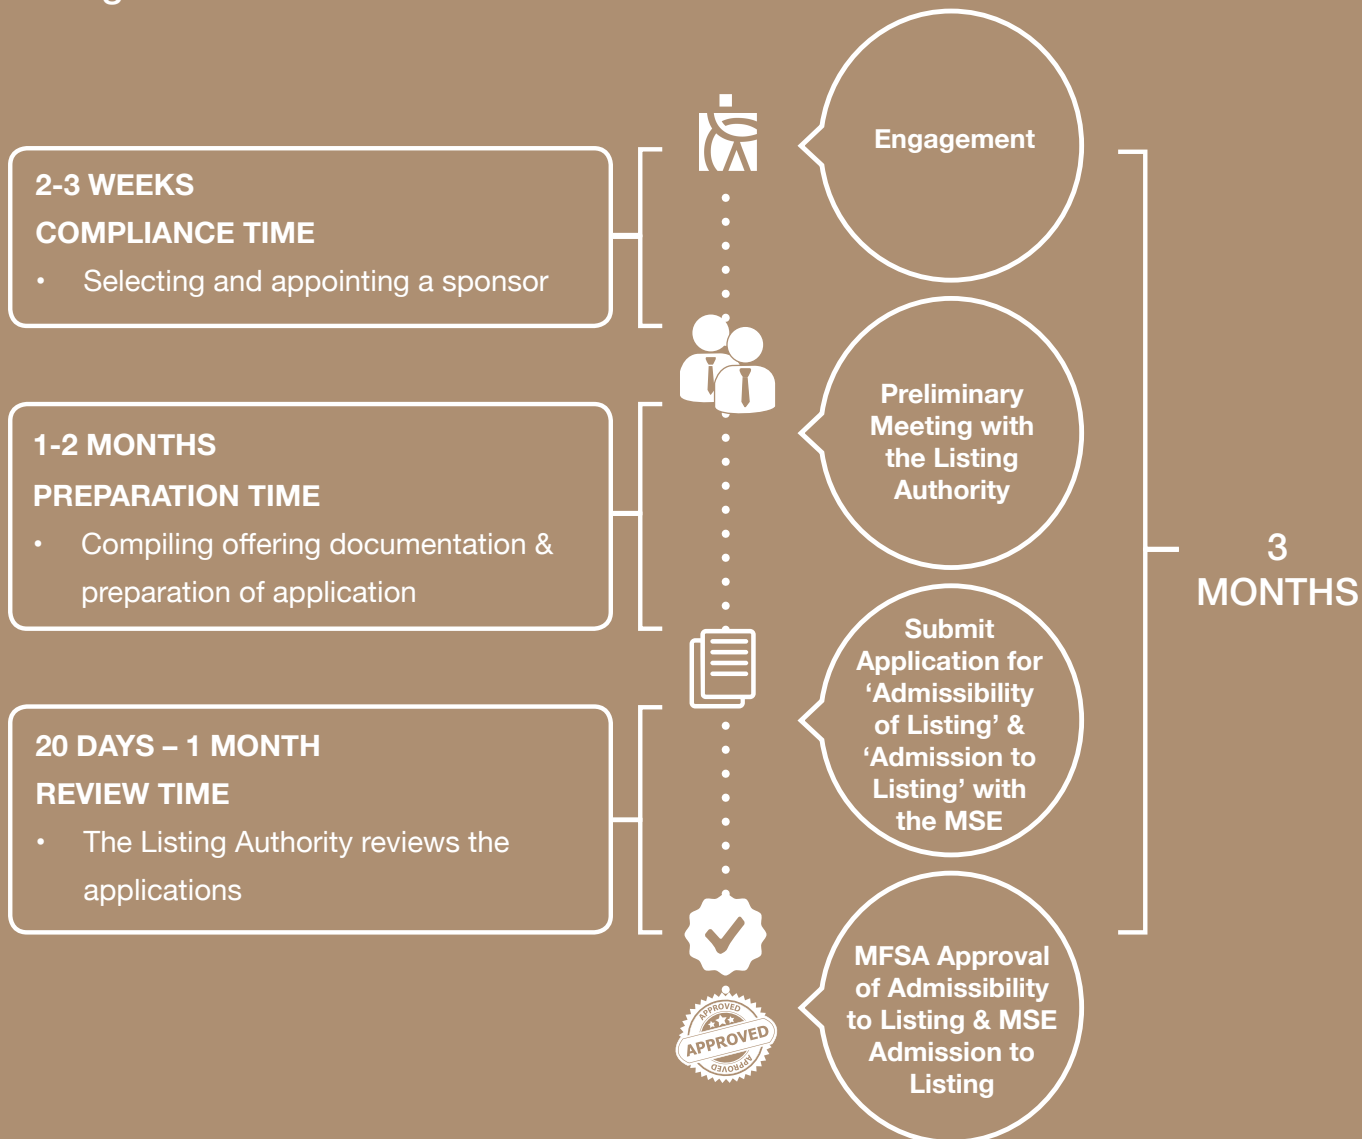 Engagement
2-3 WEEKS
COMPLIANCE TIME
• Selecting and appointing a sponsor
Preliminary
Meeting with
the Listing
Authority
1-2 MONTHS
PREPARATION TIME
• Compiling offering documentation &
preparation of application
3
MONTHS
Submit
Application for
‘Admissibility
of Listing’ &
‘Admission to
Listing’ with
the MSE
20 DAYS – 1 MONTH
REVIEW TIME
• The Listing Authority reviews the
applications
MFSA Approval
of Admissibility
to Listing & MSE
Admission to
Listing
APPROVED
APPROVED
APPROVED